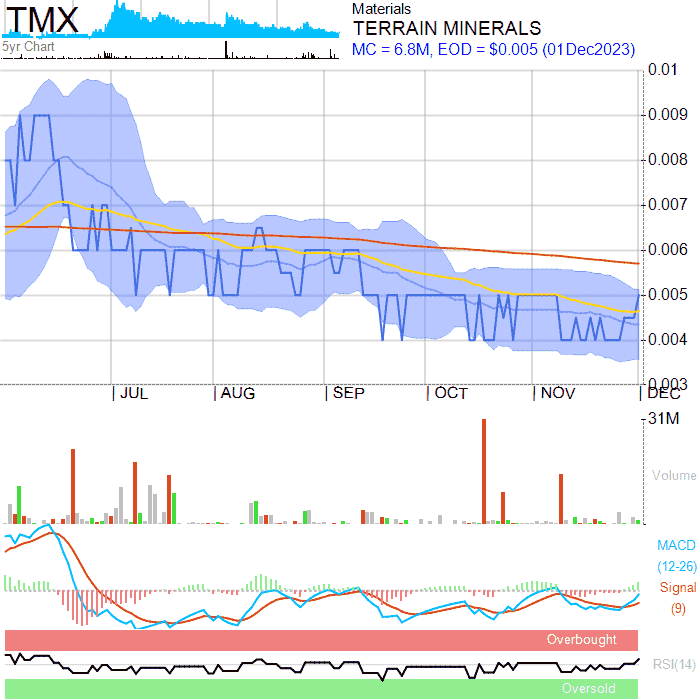 TMX
5yr Chart
Materials
TERRAIN MINERALS
MC = 6.8M, EOD = $0.005 (01Dec2023)
0.01
0.009
0.008
0.007
0.006
0.005
0.004
0.003
JUL AUG SEP OCT NOV DEC
31M
Volume
MACD
(12-26)
Signal
(9)
Overbought
RSI(14)
Oversold